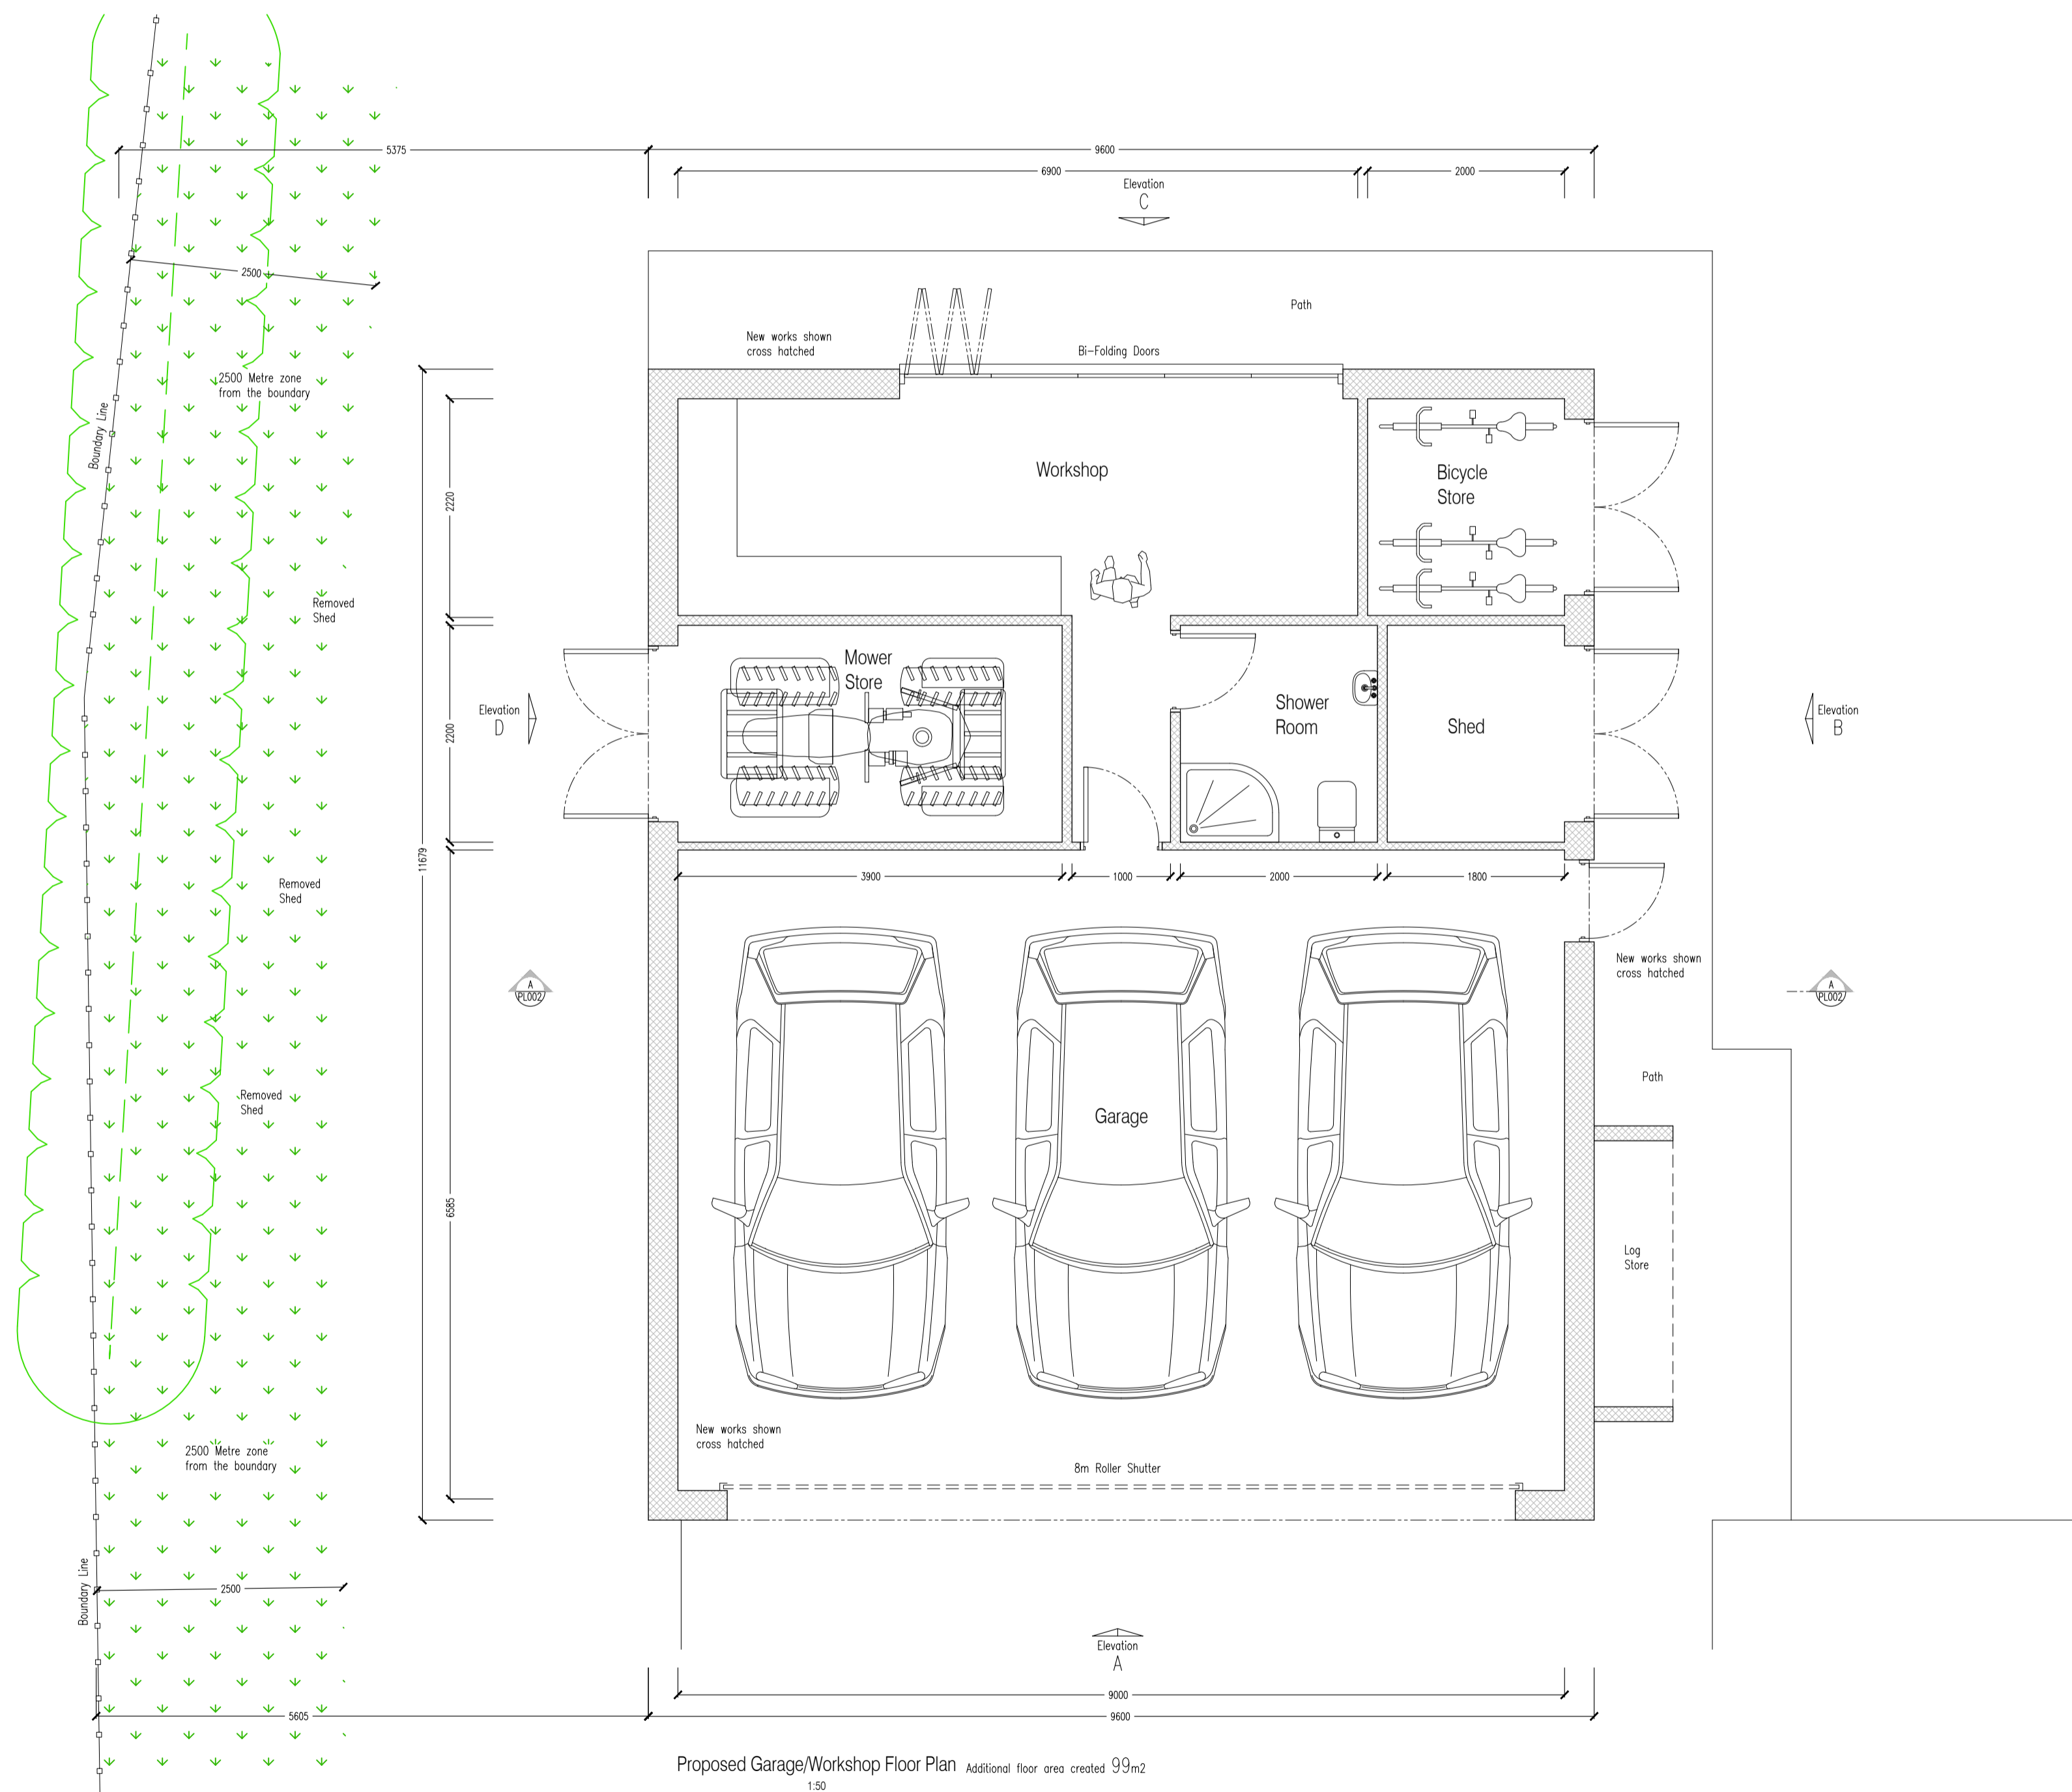 5375
9600
6900
2000
Elevation
C
2500
Path
New works shown
cross hatched
Bi-Folding Doors
2500 Metre zone
from the boundary
Boundary Line
Workshop
Bicycle
Store
2220
Removed
Shed
Mower
Store
Elevation
D
2200
Shower
Room
Shed
Elevation
B
11679
3900
1000
2000
1800
Removed
Shed
New works shown
cross hatched
A
PL002
A
PL002
Path
Removed
Shed
Garage
6585
Log
Store
New works shown
cross hatched
2500 Metre zone
from the boundary
8m Roller Shutter
Boundary Line
2500
Elevation
A
9000
5605
9600
Proposed Garage/Workshop Floor Plan Additional floor area created 99m2
1:50